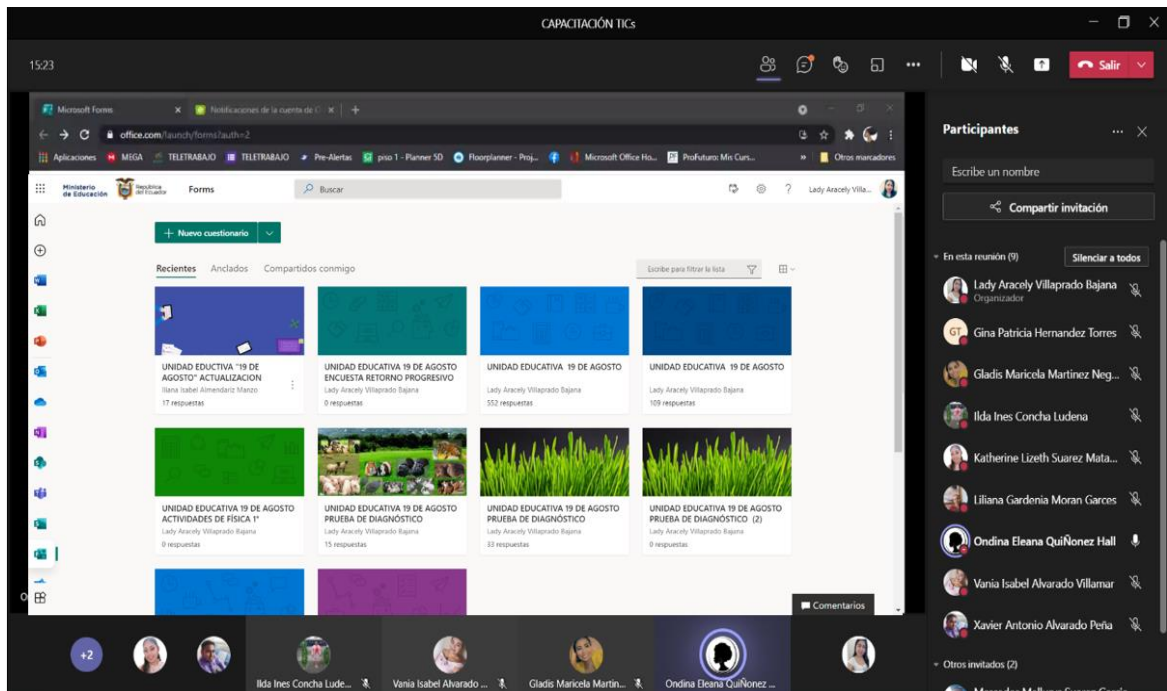 CAPACITACIÓN TICs
15:23
Salir
Microsoft Forms
Notificaciones de la cuenta de
office.com/launch/forms?auth=2
Aplicaciones
MEGA
TELETRABAJO
TELETRABAJO
Pre-Alertas
piso 1 - Planner 5D
Floorplanner - Proj...
Microsoft Office Ho...
ProFuturo: Mis Curs...
»
Otros marcadores
Ministerio
de Educación
República
del Ecuador
Forms
Buscar
?
Lady Aracely Villa...
+ Nuevo cuestionario
Recientes
Anclados
Compartidos conmigo
Escribe para filtrar la lista
UNIDAD EDUCTIVA "19 DE
AGOSTO" ACTUALIZACION
Iliana Isabel Almendariz Manzo
17 respuestas
UNIDAD EDUCATIVA 19 DE AGOSTO
ENCUESTA RETORNO PROGRESIVO
Lady Aracely Villaprado Bajana
0 respuestas
UNIDAD EDUCATIVA 19 DE AGOSTO
Lady Aracely Villaprado Bajana
552 respuestas
UNIDAD EDUCATIVA 19 DE AGOSTO
Lady Aracely Villaprado Bajana
109 respuestas
UNIDAD EDUCATIVA 19 DE AGOSTO
ACTIVIDADES DE FÍSICA 1°
Lady Aracely Villaprado Bajana
0 respuestas
UNIDAD EDUCATIVA 19 DE AGOSTO
PRUEBA DE DIAGNÓSTICO
Lady Aracely Villaprado Bajana
15 respuestas
UNIDAD EDUCATIVA 19 DE AGOSTO
PRUEBA DE DIAGNÓSTICO
Lady Aracely Villaprado Bajana
33 respuestas
UNIDAD EDUCATIVA 19 DE AGOSTO
PRUEBA DE DIAGNÓSTICO (2)
Lady Aracely Villaprado Bajana
0 respuestas
Comentarios
+2
Ilda Ines Concha Lude...
Vania Isabel Alvarado ...
Gladis Maricela Martin...
Ondina Eleana QuiÑonez ...
Participantes
Escribe un nombre
Compartir invitación
En esta reunión (9)
Silenciar a todos
Lady Aracely Villaprado Bajana
Organizador
GT
Gina Patricia Hernandez Torres
Gladis Maricela Martinez Neg...
Ilda Ines Concha Ludena
Katherine Lizeth Suarez Mata...
Liliana Gardenia Moran Garces
Ondina Eleana QuiÑonez Hall
Vania Isabel Alvarado Villamar
Xavier Antonio Alvarado Peña
Otros invitados (2)